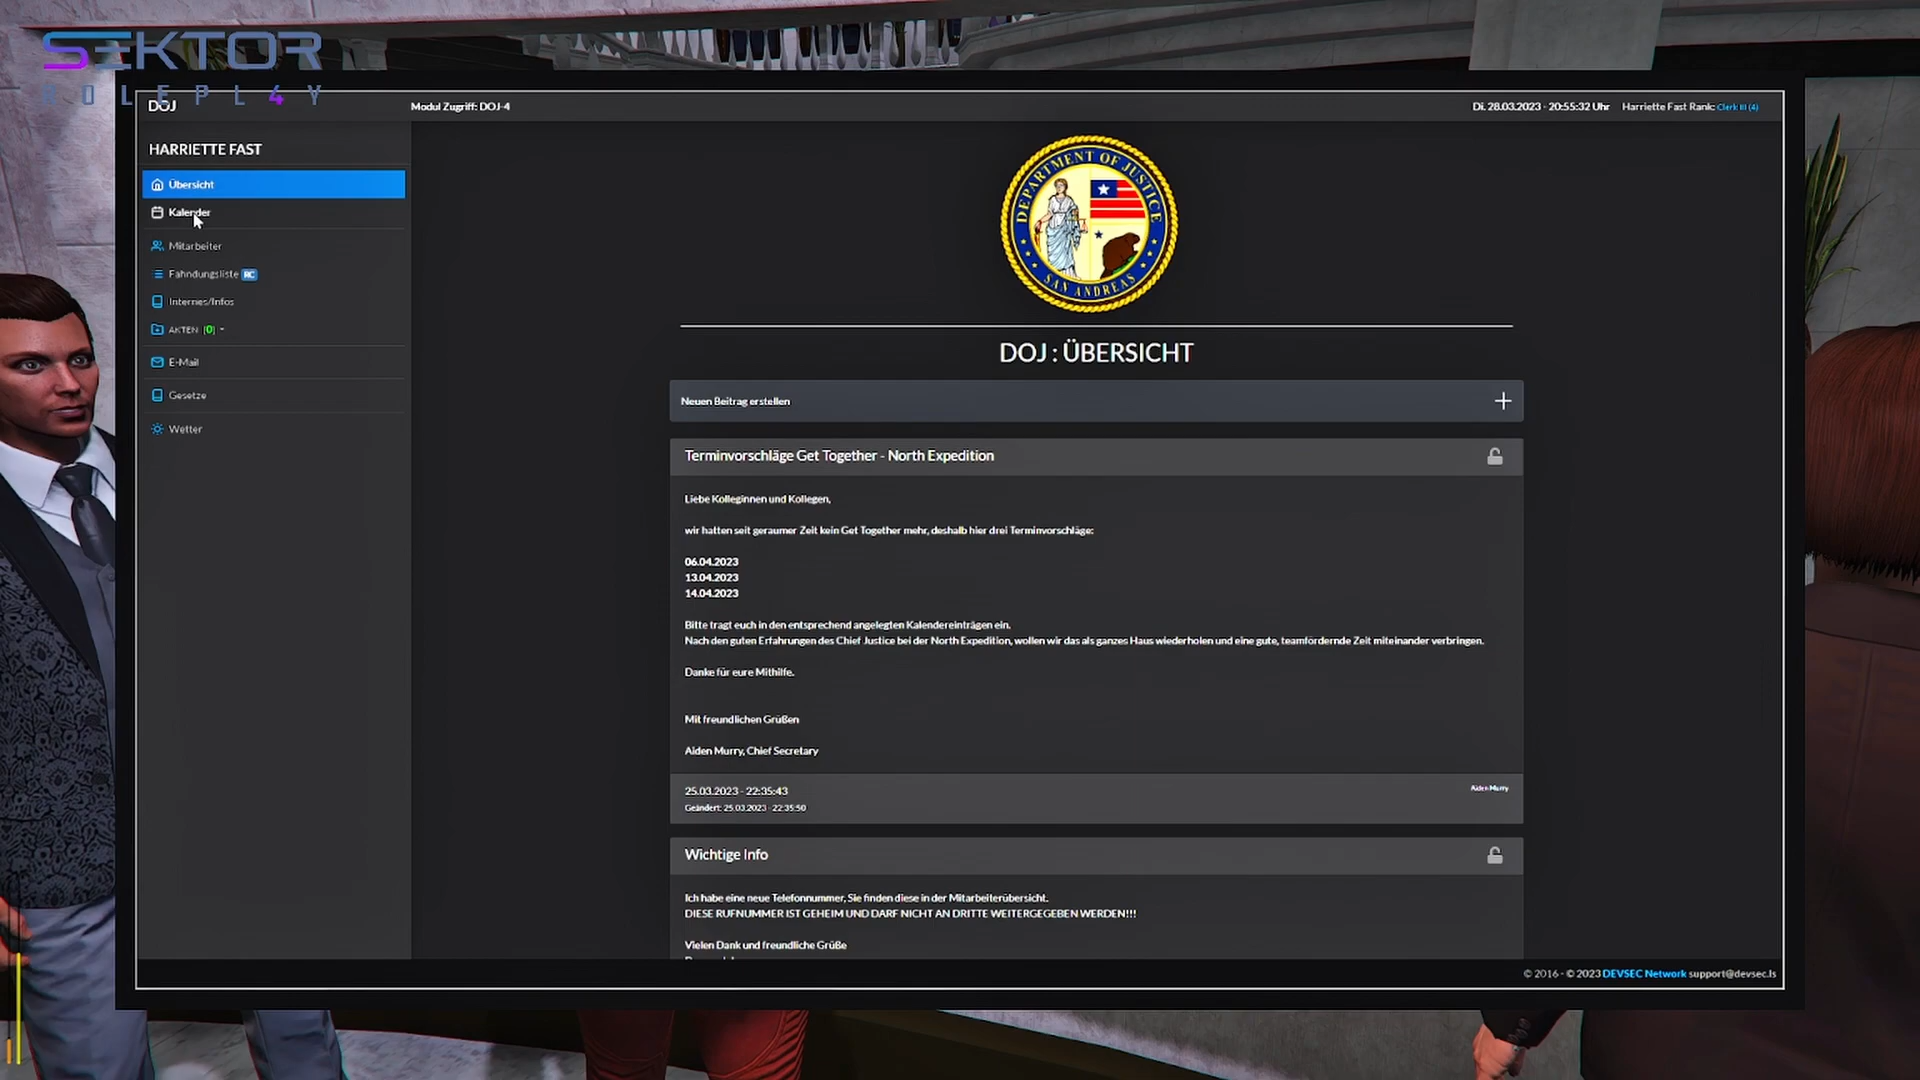 SEKTOR
ROLEPL4Y
DOJ
Modul Zugriff: DOJ-4
Di. 28.03.2023 - 20:55:32 Uhr
Harriette Fast Rank: Clerk III (4)
HARRIETTE FAST
Übersicht
Kalender
Mitarbeiter
Fahndungsliste RC
Internes/Infos
AKTEN (0)
E-Mail
Gesetze
Wetter
DEPARTMENT OF JUSTICE
SAN ANDREAS
DOJ : ÜBERSICHT
Neuen Beitrag erstellen
Terminvorschläge Get Together - North Expedition
Liebe Kolleginnen und Kollegen,
wir hatten seit geraumer Zeit kein Get Together mehr, deshalb hier drei Terminvorschläge:
06.04.2023
13.04.2023
14.04.2023
Bitte tragt euch in den entsprechend angelegten Kalendereinträgen ein.
Nach den guten Erfahrungen des Chief Justice bei der North Expedition, wollen wir das als ganzes Haus wiederholen und eine gute, teamfördernde Zeit miteinander verbringen.
Danke für eure Mithilfe.
Mit freundlichen Grüßen
Aiden Murry, Chief Secretary
25.03.2023 - 22:35:43
Aiden Murry
Geändert: 25.03.2023 - 22:35:50
Wichtige Info
Ich habe eine neue Telefonnummer, Sie finden diese in der Mitarbeiterübersicht.
DIESE RUFNUMMER IST GEHEIM UND DARF NICHT AN DRITTE WEITERGEGEBEN WERDEN!!!
Vielen Dank und freundliche Grüße
© 2016 - © 2023 DEVSEC Network support@devsec.ls